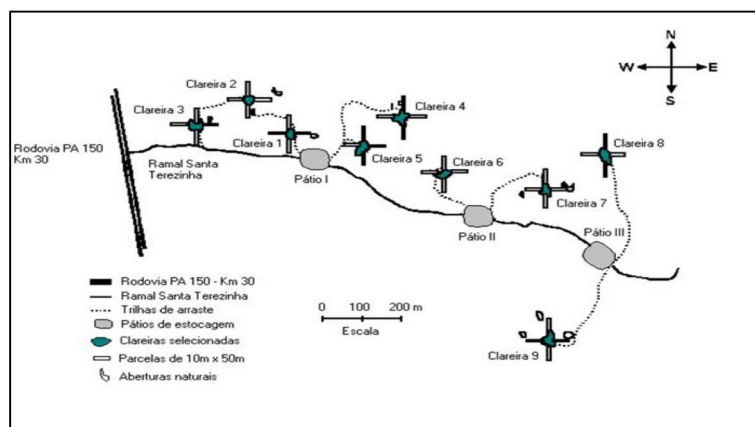 N
W E
S
Clareira 2
Clareira 3
Clareira 4
Clareira 1
Clareira 5
Clareira 6
Clareira 8
Rodovia PA 150
Km 30
Ramal Santa
Terezinha
Pátio I
Clareira 7
Pátio II
Pátio III
Rodovia PA 150 - Km 30
Ramal Santa Terezinha
Trilhas de arraste
Pátios de estocagem
Clareiras selecionadas
Parcelas de 10m x 50m
Aberturas naturais
0 100 200 m
Escala
Clareira 9